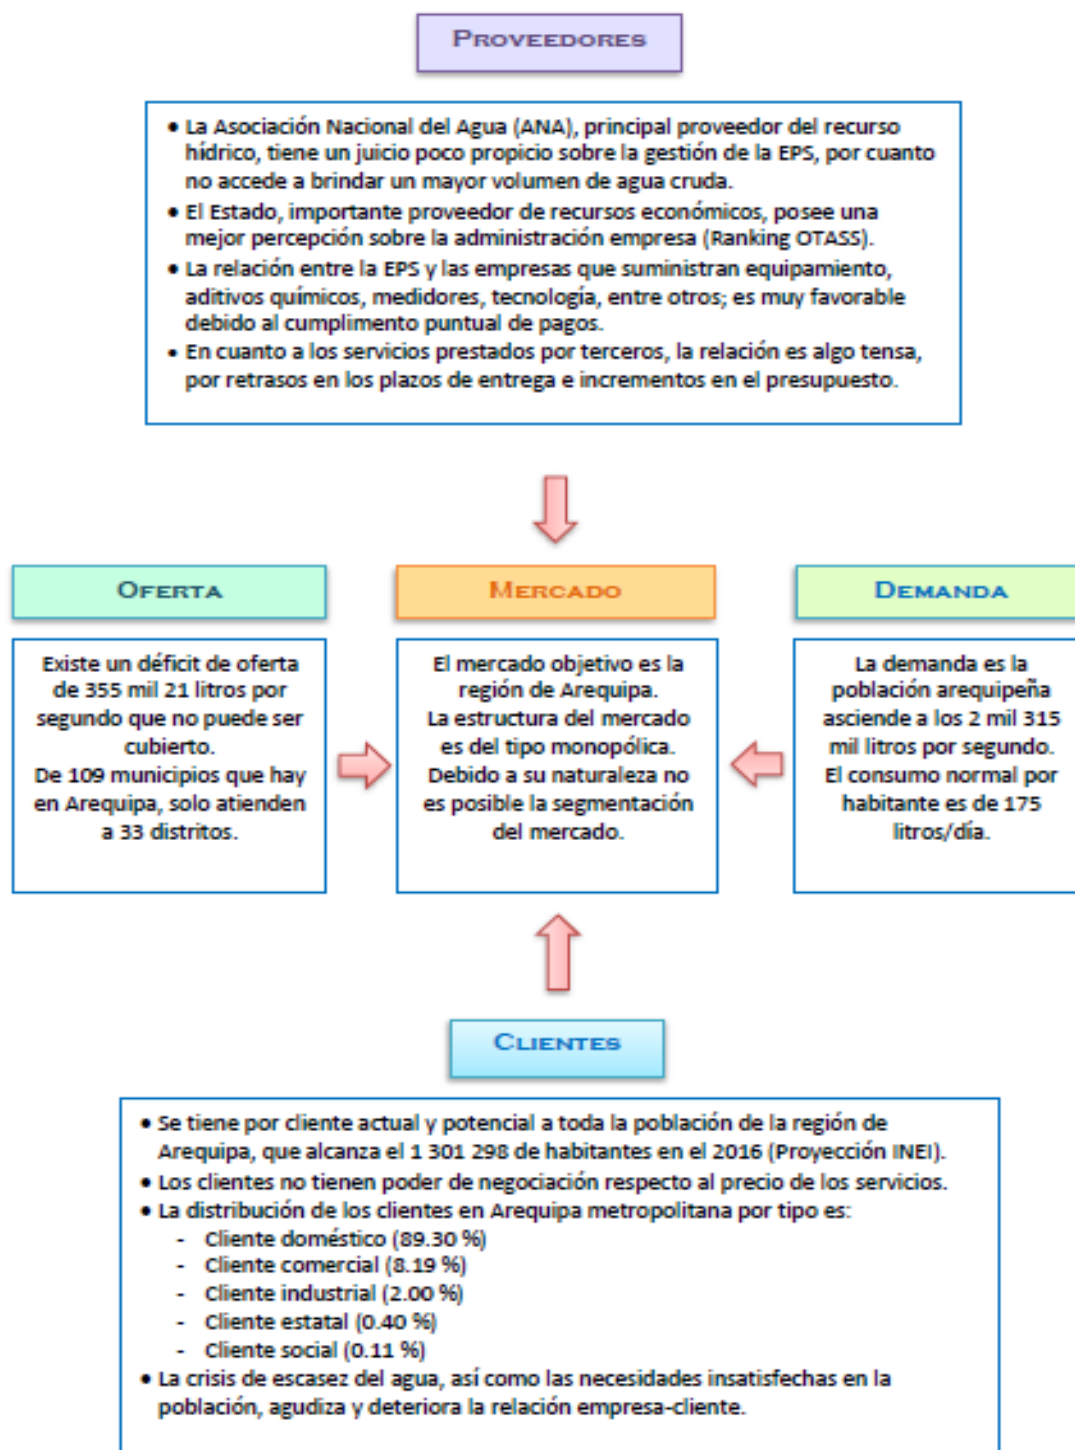 PROVEEDORES
• La Asociación Nacional del Agua (ANA), principal proveedor del recurso
hídrico, tiene un juicio poco propicio sobre la gestión de la EPS, por cuanto
no accede a brindar un mayor volumen de agua cruda.
• El Estado, importante proveedor de recursos económicos, posee una
mejor percepción sobre la administración empresa (Ranking OTASS).
• La relación entre la EPS y las empresas que suministran equipamiento,
aditivos químicos, medidores, tecnología, entre otros; es muy favorable
debido al cumplimento puntual de pagos.
• En cuanto a los servicios prestados por terceros, la relación es algo tensa,
por retrasos en los plazos de entrega e incrementos en el presupuesto.
OFERTA
Existe un déficit de oferta
de 355 mil 21 litros por
segundo que no puede ser
cubierto.
De 109 municipios que hay
en Arequipa, solo atienden
a 33 distritos.
MERCADO
El mercado objetivo es la
región de Arequipa.
La estructura del mercado
es del tipo monopólica.
Debido a su naturaleza no
es posible la segmentación
del mercado.
DEMANDA
La demanda es la
población arequipeña
asciende a los 2 mil 315
mil litros por segundo.
El consumo normal por
habitante es de 175
litros/día.
CLIENTES
• Se tiene por cliente actual y potencial a toda la población de la región de
Arequipa, que alcanza el 1 301 298 de habitantes en el 2016 (Proyección INEI).
• Los clientes no tienen poder de negociación respecto al precio de los servicios.
• La distribución de los clientes en Arequipa metropolitana por tipo es:
- Cliente doméstico (89.30 %)
- Cliente comercial (8.19 %)
- Cliente industrial (2.00 %)
- Cliente estatal (0.40 %)
- Cliente social (0.11 %)
• La crisis de escasez del agua, así como las necesidades insatisfechas en la
población, agudiza y deteriora la relación empresa-cliente.